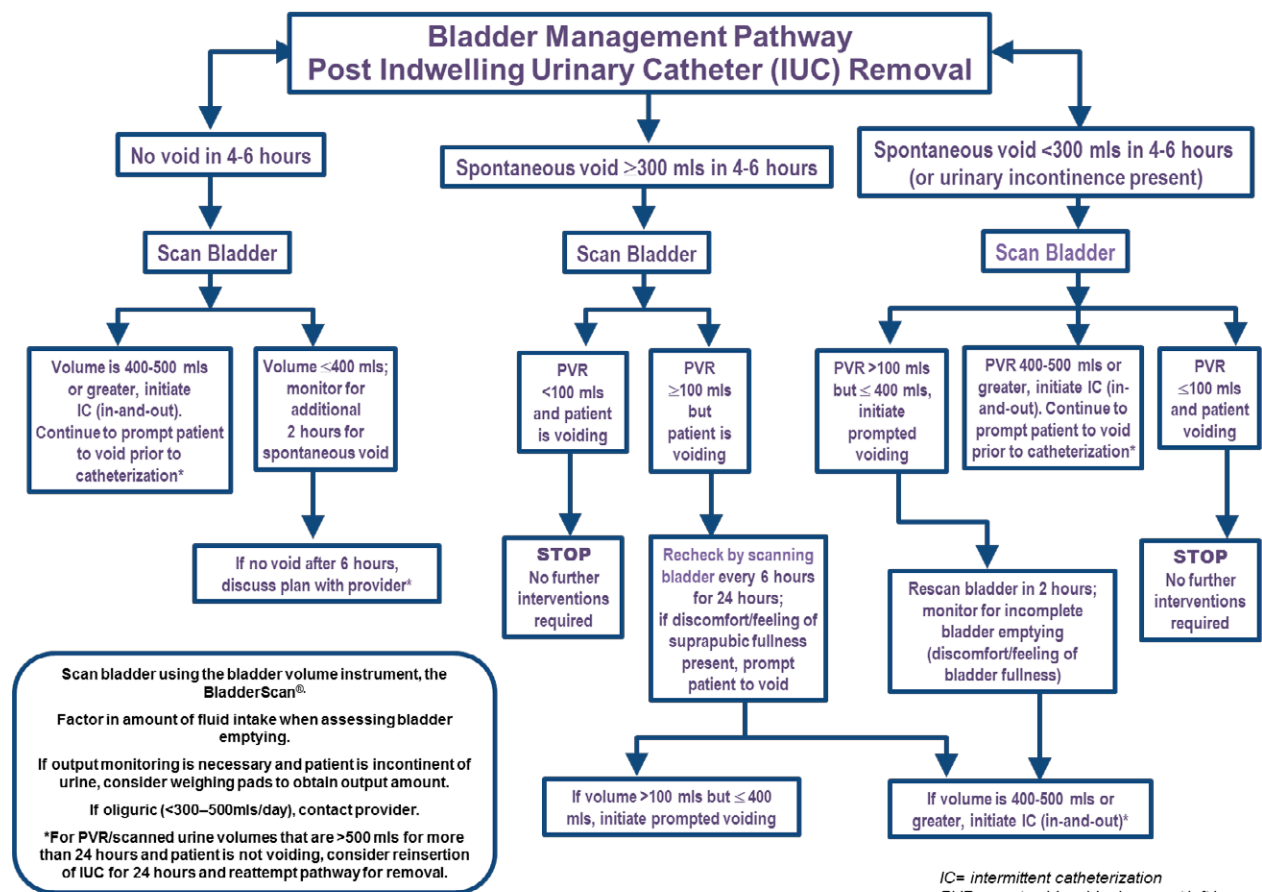 Bladder Management Pathway
Post Indwelling Urinary Catheter (IUC) Removal
No void in 4-6 hours
Spontaneous void ≥300 mls in 4-6 hours
Spontaneous void <300 mls in 4-6 hours
(or urinary incontinence present)
Scan Bladder
Scan Bladder
Scan Bladder
Volume is 400-500 mls
or greater, initiate
IC (in-and-out).
Continue to prompt patient
to void prior to
catheterization*
Volume ≤400 mls;
monitor for
additional
2 hours for
spontaneous void
PVR
<100 mls
and patient
is voiding
PVR
≥100 mls
but
patient is
voiding
PVR >100 mls
but ≤ 400 mls,
initiate
prompted
voiding
PVR 400-500 mls or
greater, initiate IC (in-
and-out). Continue to
prompt patient to void
prior to catheterization*
PVR
≤100 mls
and patient
voiding
If no void after 6 hours,
discuss plan with provider*
STOP
No further
interventions
required
Recheck by scanning
bladder every 6 hours
for 24 hours;
if discomfort/feeling of
suprapubic fullness
present, prompt
patient to void
Rescan bladder in 2 hours;
monitor for incomplete
bladder emptying
(discomfort/feeling of
bladder fullness)
STOP
No further
interventions
required
If volume >100 mls but ≤ 400
mls, initiate prompted voiding
If volume is 400-500 mls or
greater, initiate IC (in-and-out)*
Scan bladder using the bladder volume instrument, the
BladderScan®.
Factor in amount of fluid intake when assessing bladder
emptying.
If output monitoring is necessary and patient is incontinent of
urine, consider weighing pads to obtain output amount.
If oliguric (<300–500mls/day), contact provider.
*For PVR/scanned urine volumes that are >500 mls for more
than 24 hours and patient is not voiding, consider reinsertion
of IUC for 24 hours and reattempt pathway for removal.
IC= intermittent catheterization